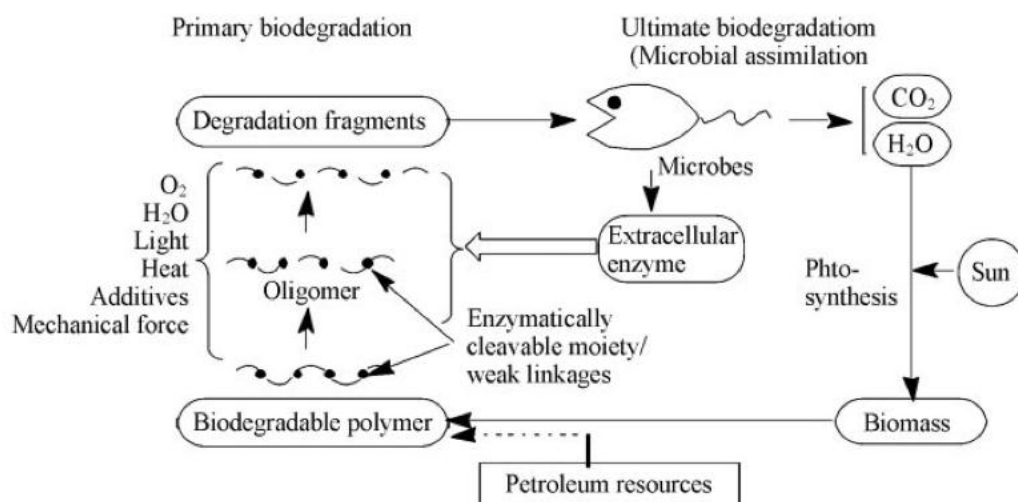 Primary biodegradation
Ultimate biodegradatiom
(Microbial assimilation
Degradation fragments
CO₂
H₂O
Microbes
O₂
H₂O
Light
Heat
Additives
Mechanical force
Oligomer
Extracellular
enzyme
Phto-
synthesis
Sun
Enzymatically
cleavable moiety/
weak linkages
Biodegradable polymer
Biomass
Petroleum resources